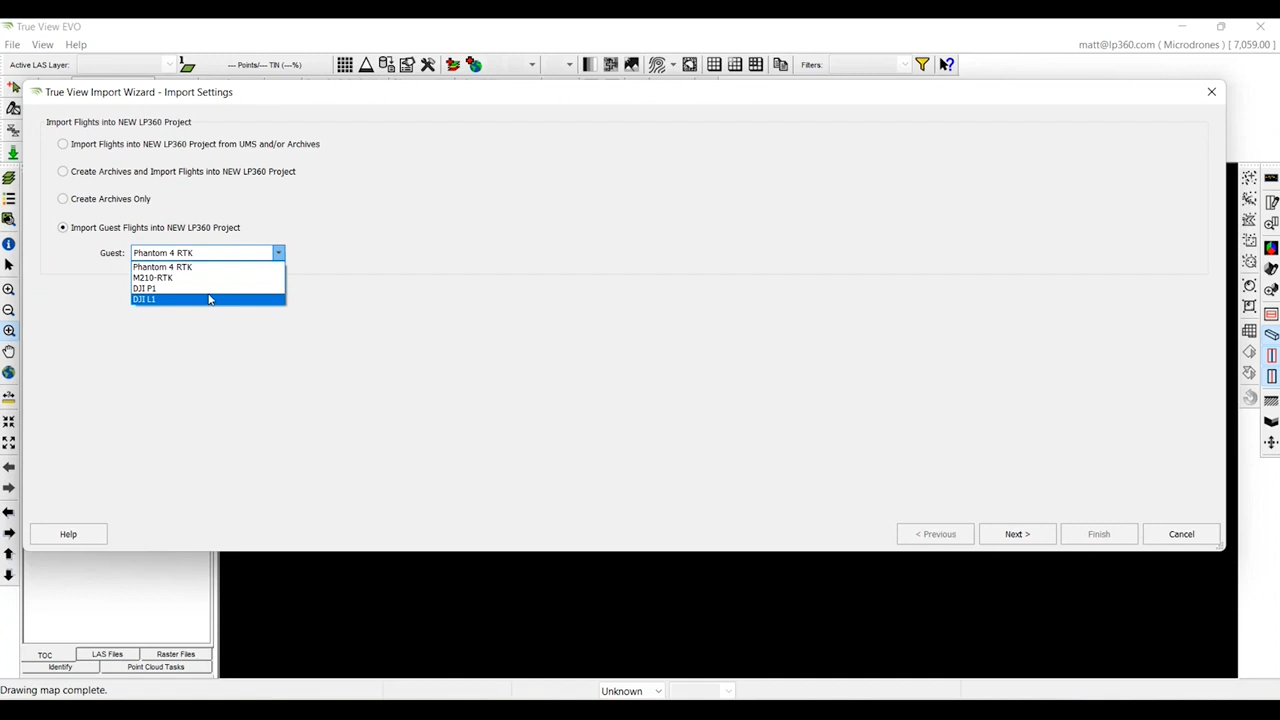 True View EVO
File View Help
matt@lp360.com ( Microdrones ) [ 7,059.00 ]
Active LAS Layer:
--- Points/--- TIN (---%)
Filters:
True View Import Wizard - Import Settings
Import Flights into NEW LP360 Project
Import Flights into NEW LP360 Project from UMS and/or Archives
Create Archives and Import Flights into NEW LP360 Project
Create Archives Only
Import Guest Flights into NEW LP360 Project
Guest: Phantom 4 RTK
Phantom 4 RTK
M210-RTK
DJI P1
DJI L1
Help
< Previous
Next >
Finish
Cancel
TOC
LAS Files
Raster Files
Identify
Point Cloud Tasks
Drawing map complete.
Unknown